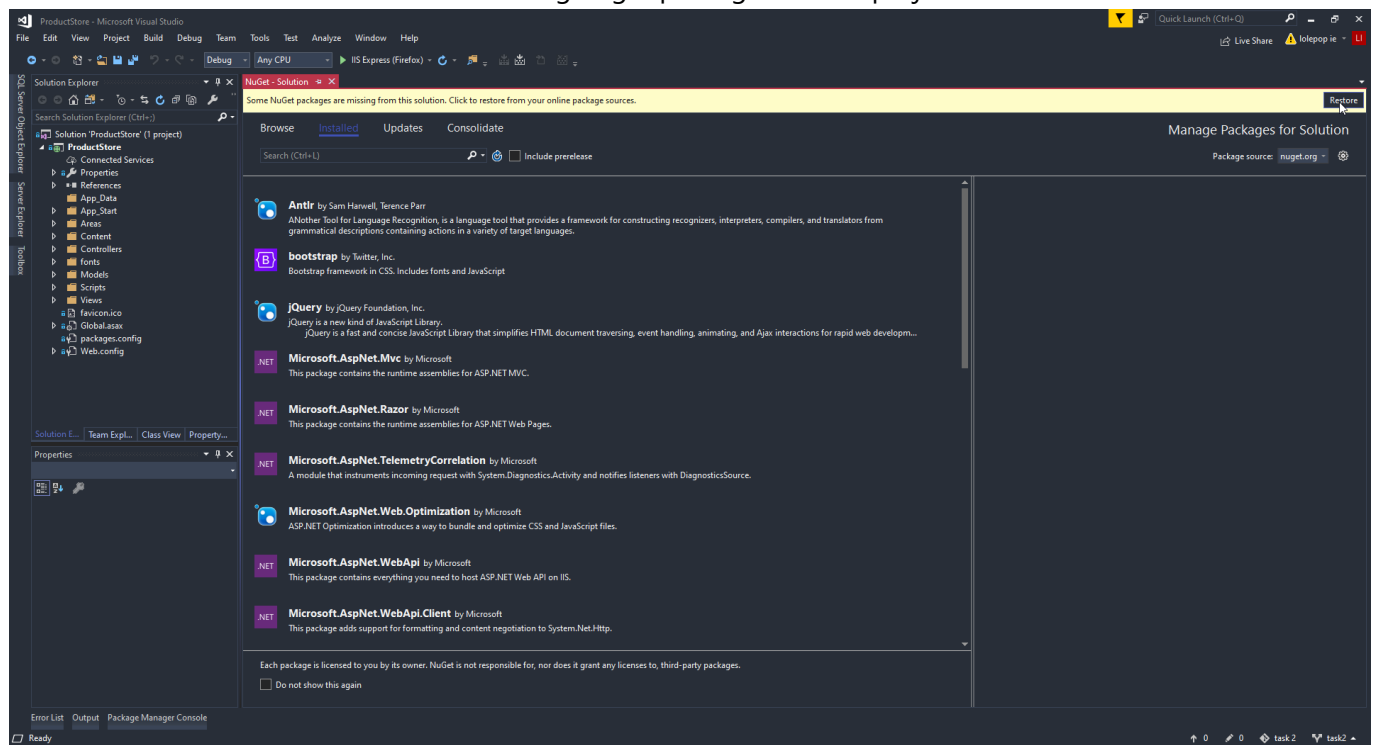 ProductStore - Microsoft Visual Studio
Quick Launch (Ctrl+Q)
File Edit View Project Build Debug Team Tools Test Analyze Window Help
Live Share lolepop ie LI
Debug Any CPU IIS Express (Firefox)
SQL Server Object Explorer
Server Explorer
Toolbox
Solution Explorer
Search Solution Explorer (Ctrl+;)
Solution 'ProductStore' (1 project)
ProductStore
Connected Services
Properties
References
App_Data
App_Start
Areas
Content
Controllers
fonts
Models
Scripts
Views
favicon.ico
Global.asax
packages.config
Web.config
Solution E... Team Expl... Class View Property...
Properties
NuGet - Solution
Some NuGet packages are missing from this solution. Click to restore from your online package sources.
Restore
Browse Installed Updates Consolidate
Manage Packages for Solution
Search (Ctrl+L) Include prerelease
Package source: nuget.org
Antlr by Sam Harwell, Terence Parr
ANother Tool for Language Recognition, is a language tool that provides a framework for constructing recognizers, interpreters, compilers, and translators from
grammatical descriptions containing actions in a variety of target languages.
{B}
bootstrap by Twitter, Inc.
Bootstrap framework in CSS. Includes fonts and JavaScript
jQuery by jQuery Foundation, Inc.
jQuery is a new kind of JavaScript Library.
jQuery is a fast and concise JavaScript Library that simplifies HTML document traversing, event handling, animating, and Ajax interactions for rapid web developm...
.NET
Microsoft.AspNet.Mvc by Microsoft
This package contains the runtime assemblies for ASP.NET MVC.
.NET
Microsoft.AspNet.Razor by Microsoft
This package contains the runtime assemblies for ASP.NET Web Pages.
.NET
Microsoft.AspNet.TelemetryCorrelation by Microsoft
A module that instruments incoming request with System.Diagnostics.Activity and notifies listeners with DiagnosticsSource.
Microsoft.AspNet.Web.Optimization by Microsoft
ASP.NET Optimization introduces a way to bundle and optimize CSS and JavaScript files.
.NET
Microsoft.AspNet.WebApi by Microsoft
This package contains everything you need to host ASP.NET Web API on IIS.
.NET
Microsoft.AspNet.WebApi.Client by Microsoft
This package adds support for formatting and content negotiation to System.Net.Http.
Each package is licensed to you by its owner. NuGet is not responsible for, nor does it grant any licenses to, third-party packages.
Do not show this again
Error List Output Package Manager Console
Ready
0 0 task 2 task2